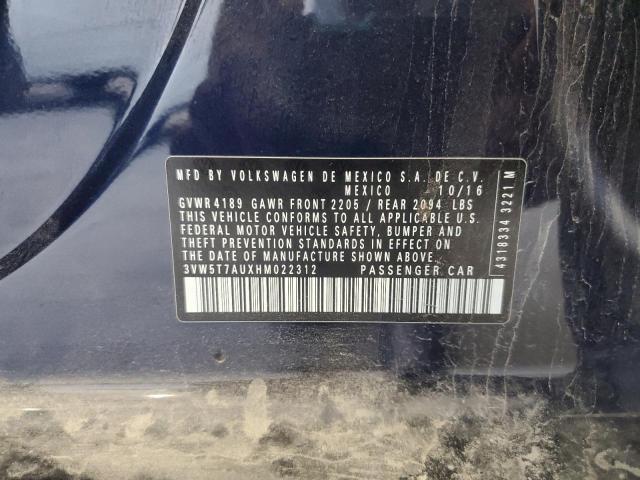 MFD BY VOLKSWAGEN DE MEXICO S.A. DE C.V.
MEXICO 10/16
GVWR 4189 GAWR FRONT 2205 / REAR 2094 LBS
THIS VEHICLE CONFORMS TO ALL APPLICABLE U.S.
FEDERAL MOTOR VEHICLE SAFETY, BUMPER AND
THEFT PREVENTION STANDARDS IN EFFECT ON
THE DATE OF MANUFACTURE SHOWN ABOVE.
3VW5T7AUXHM022312 PASSENGER CAR
4318334 3221M